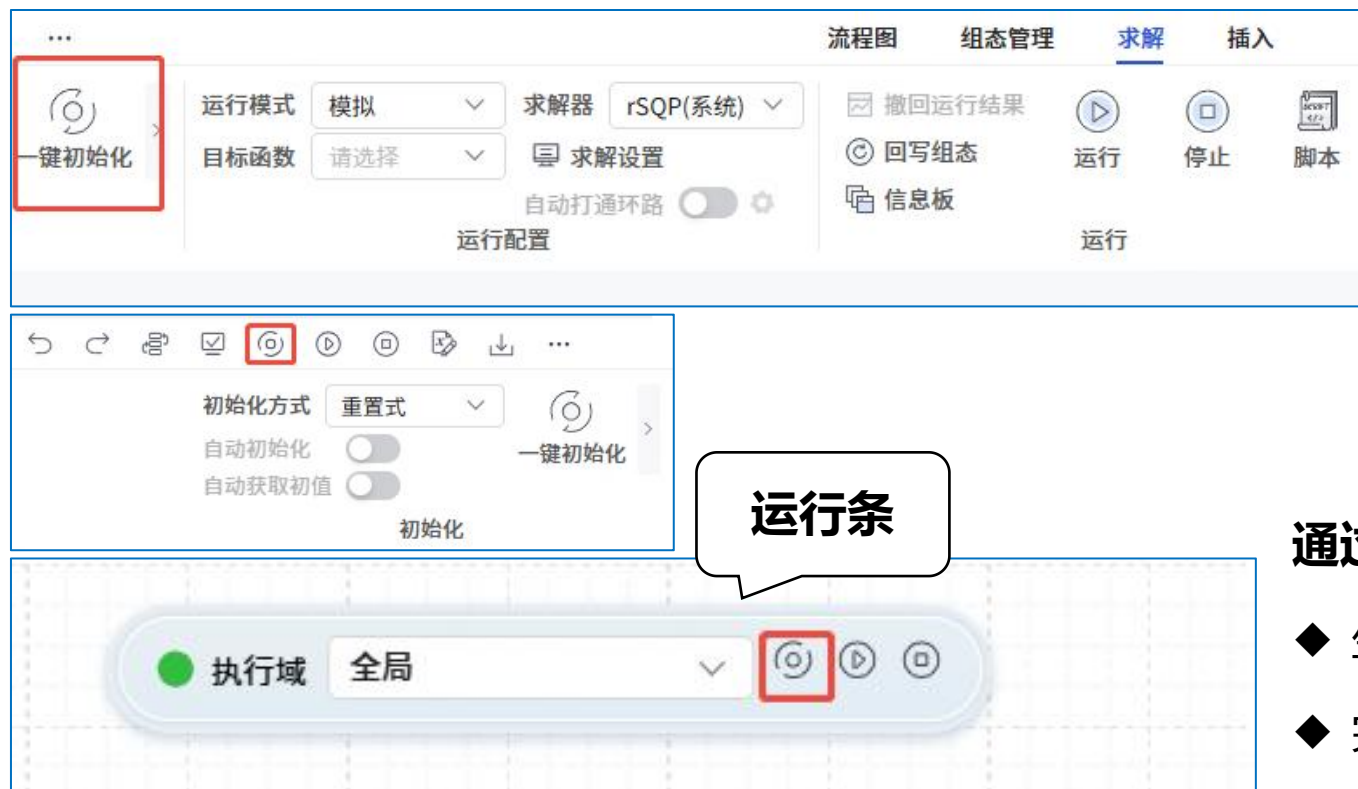 流程图 组态管理 求解 插入
运行模式 模拟 求解器 rSQP(系统) 撤回运行结果
一键初始化 目标函数 请选择 求解设置 回写组态 运行 停止 脚本
自动打通环路 信息板
运行配置 运行
初始化方式 重置式
自动初始化 一键初始化
自动获取初值
初始化
运行条
通过
执行域 全局